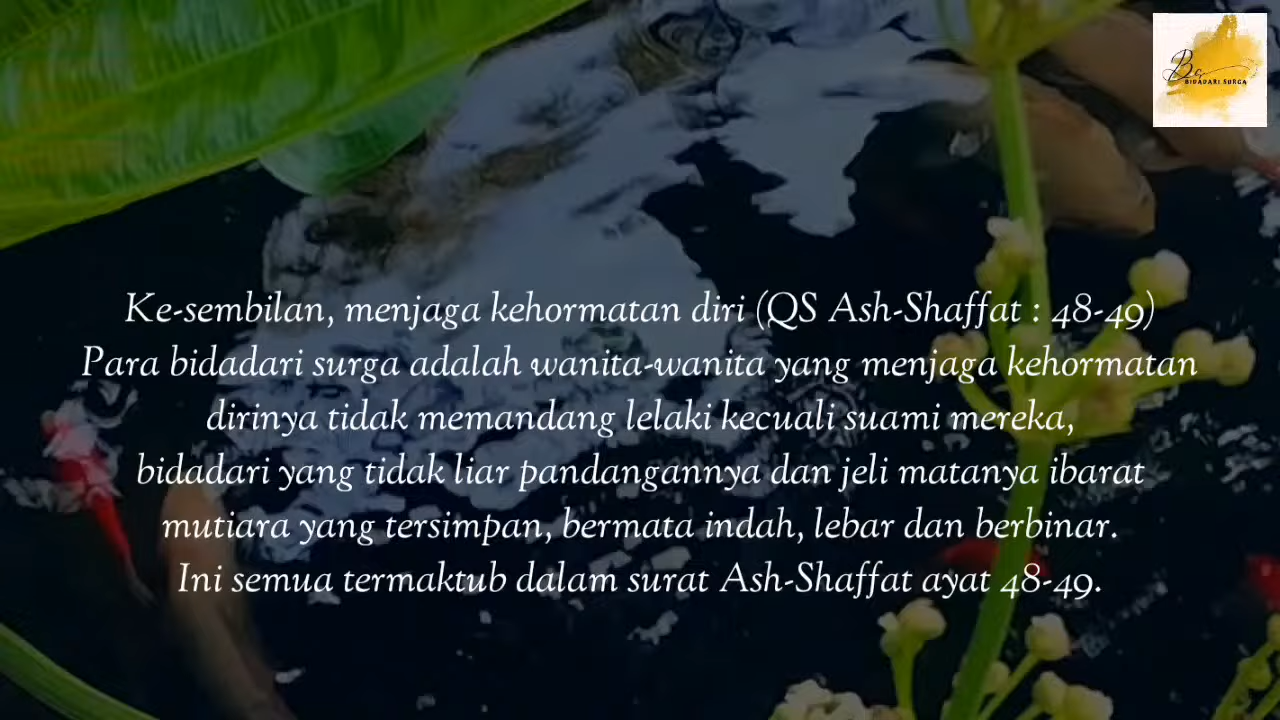 Bs
BIDADARI SURGA
Ke-sembilan, menjaga kehormatan diri (QS Ash-Shaffat : 48-49)
Para bidadari surga adalah wanita-wanita yang menjaga kehormatan
dirinya tidak memandang lelaki kecuali suami mereka,
bidadari yang tidak liar pandangannya dan jeli matanya ibarat
mutiara yang tersimpan, bermata indah, lebar dan berbinar.
Ini semua termaktub dalam surat Ash-Shaffat ayat 48-49.